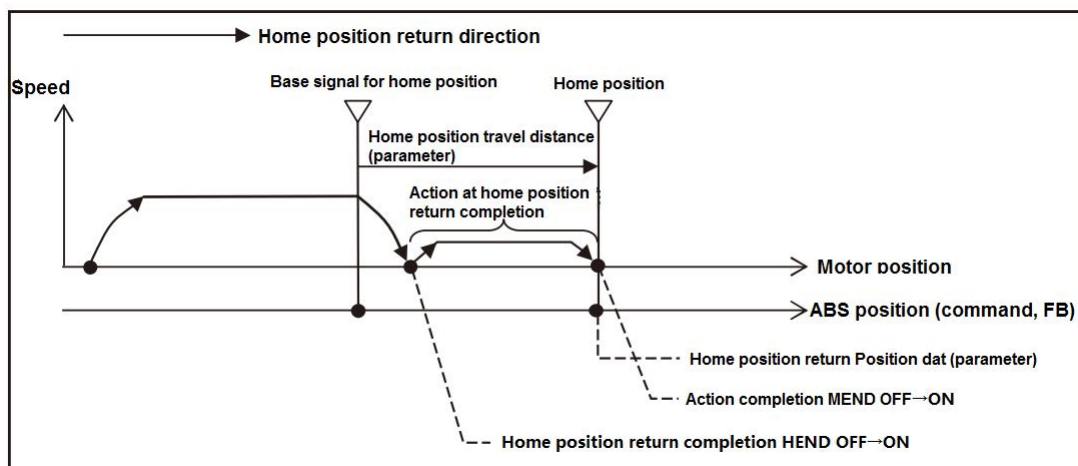 Home position return direction
Base signal for home position
Home position
Speed
Home position travel distance
(parameter)
Action at home position
return completion
Motor position
ABS position (command, FB)
Home position return Position dat (parameter)
Action completion MEND OFF→ON
Home position return completion HEND OFF→ON